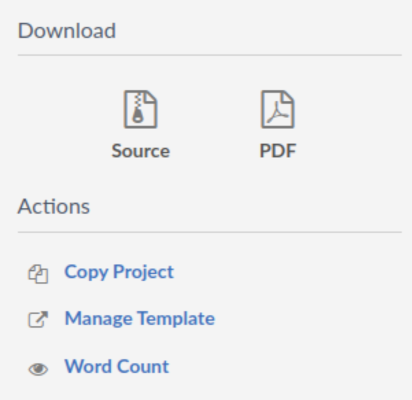 Download
Source PDF
Actions
Copy Project
Manage Template
Word Count